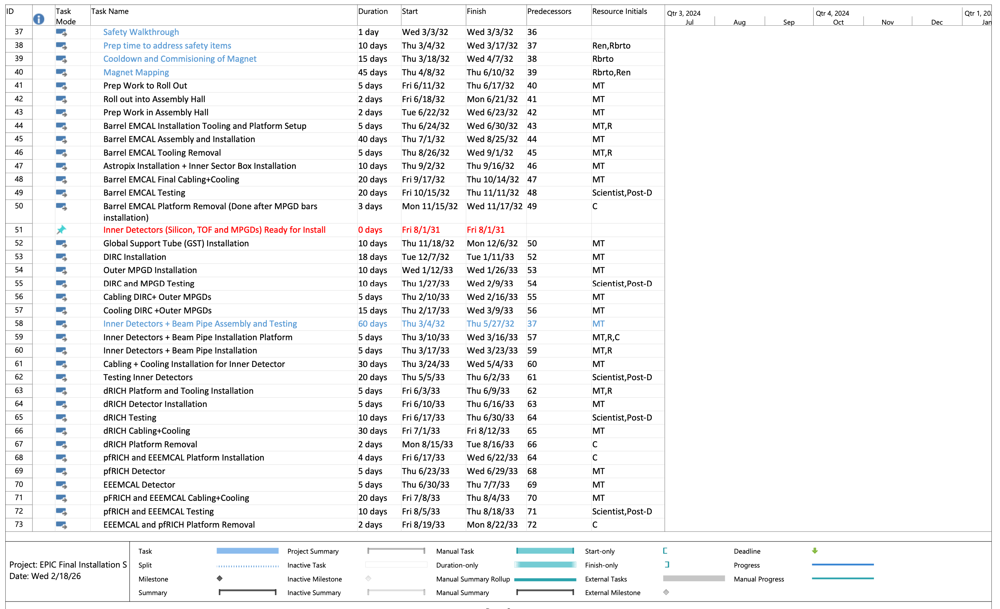 ID Task Mode Task Name Duration Start Finish Predecessors Resource Initials Qtr 3, 2024 Jul Aug Sep Qtr 4, 2024 Oct Nov Dec Qtr 1, 20 Jan
37 Safety Walkthrough 1 day Wed 3/3/32 Wed 3/3/32 36
38 Prep time to address safety items 10 days Thu 3/4/32 Wed 3/17/32 37 Ren,Rbrto
39 Cooldown and Commisioning of Magnet 15 days Thu 3/18/32 Wed 4/7/32 38 Rbrto
40 Magnet Mapping 45 days Thu 4/8/32 Thu 6/10/32 39 Rbrto,Ren
41 Prep Work to Roll Out 5 days Fri 6/11/32 Thu 6/17/32 40 MT
42 Roll out into Assembly Hall 2 days Fri 6/18/32 Mon 6/21/32 41 MT
43 Prep Work in Assembly Hall 2 days Tue 6/22/32 Wed 6/23/32 42 MT
44 Barrel EMCAL Installation Tooling and Platform Setup 5 days Thu 6/24/32 Wed 6/30/32 43 MT,R
45 Barrel EMCAL Assembly and Installation 40 days Thu 7/1/32 Wed 8/25/32 44 MT
46 Barrel EMCAL Tooling Removal 5 days Thu 8/26/32 Wed 9/1/32 45 MT,R
47 Astropix Installation + Inner Sector Box Installation 10 days Thu 9/2/32 Thu 9/16/32 46 MT
48 Barrel EMCAL Final Cabling+Cooling 20 days Fri 9/17/32 Thu 10/14/32 47 MT
49 Barrel EMCAL Testing 20 days Fri 10/15/32 Thu 11/11/32 48 Scientist,Post-D
50 Barrel EMCAL Platform Removal (Done after MPGD bars installation) 3 days Mon 11/15/32 Wed 11/17/32 49 C
51 Inner Detectors (Silicon, TOF and MPGDs) Ready for Install 0 days Fri 8/1/31 Fri 8/1/31
52 Global Support Tube (GST) Installation 10 days Thu 11/18/32 Mon 12/6/32 50 MT
53 DIRC Installation 18 days Tue 12/7/32 Tue 1/11/33 52 MT
54 Outer MPGD Installation 10 days Wed 1/12/33 Wed 1/26/33 53 MT
55 DIRC and MPGD Testing 10 days Thu 1/27/33 Wed 2/9/33 54 Scientist,Post-D
56 Cabling DIRC+ Outer MPGDs 5 days Thu 2/10/33 Wed 2/16/33 55 MT
57 Cooling DIRC +Outer MPGDs 15 days Thu 2/17/33 Wed 3/9/33 56 MT
58 Inner Detectors + Beam Pipe Assembly and Testing 60 days Thu 3/4/32 Thu 5/27/32 37 MT
59 Inner Detectors + Beam Pipe Installation Platform 5 days Thu 3/10/33 Wed 3/16/33 57 MT,R,C
60 Inner Detectors + Beam Pipe Installation 5 days Thu 3/17/33 Wed 3/23/33 59 MT,R
61 Cabling + Cooling Installation for Inner Detector 30 days Thu 3/24/33 Wed 5/4/33 60 MT
62 Testing Inner Detectors 20 days Thu 5/5/33 Thu 6/2/33 61 Scientist,Post-D
63 dRICH Platform and Tooling Installation 5 days Fri 6/3/33 Thu 6/9/33 62 MT,R
64 dRICH Detector Installation 5 days Fri 6/10/33 Thu 6/16/33 63 MT
65 dRICH Testing 10 days Fri 6/17/33 Thu 6/30/33 64 Scientist,Post-D
66 dRICH Cabling+Cooling 30 days Fri 7/1/33 Fri 8/12/33 65 MT
67 dRICH Platform Removal 2 days Mon 8/15/33 Tue 8/16/33 66 C
68 pfRICH and EEEMCAL Platform Installation 4 days Fri 6/17/33 Wed 6/22/33 64 C
69 pfRICH Detector 5 days Thu 6/23/33 Wed 6/29/33 68 MT
70 EEEMCAL Detector 5 days Thu 6/30/33 Thu 7/7/33 69 MT
71 pFRICH and EEEMCAL Cabling+Cooling 20 days Fri 7/8/33 Thu 8/4/33 70 MT
72 pfRICH and EEEMCAL Testing 10 days Fri 8/5/33 Thu 8/18/33 71 Scientist,Post-D
73 EEEMCAL and pfRICH Platform Removal 2 days Fri 8/19/33 Mon 8/22/33 72 C
Project: EPIC Final Installation S
Date: Wed 2/18/26
Task Project Summary Manual Task Start-only Deadline
Split Inactive Task Duration-only Finish-only Progress
Milestone Inactive Milestone Manual Summary Rollup External Tasks Manual Progress
Summary Inactive Summary Manual Summary External Milestone